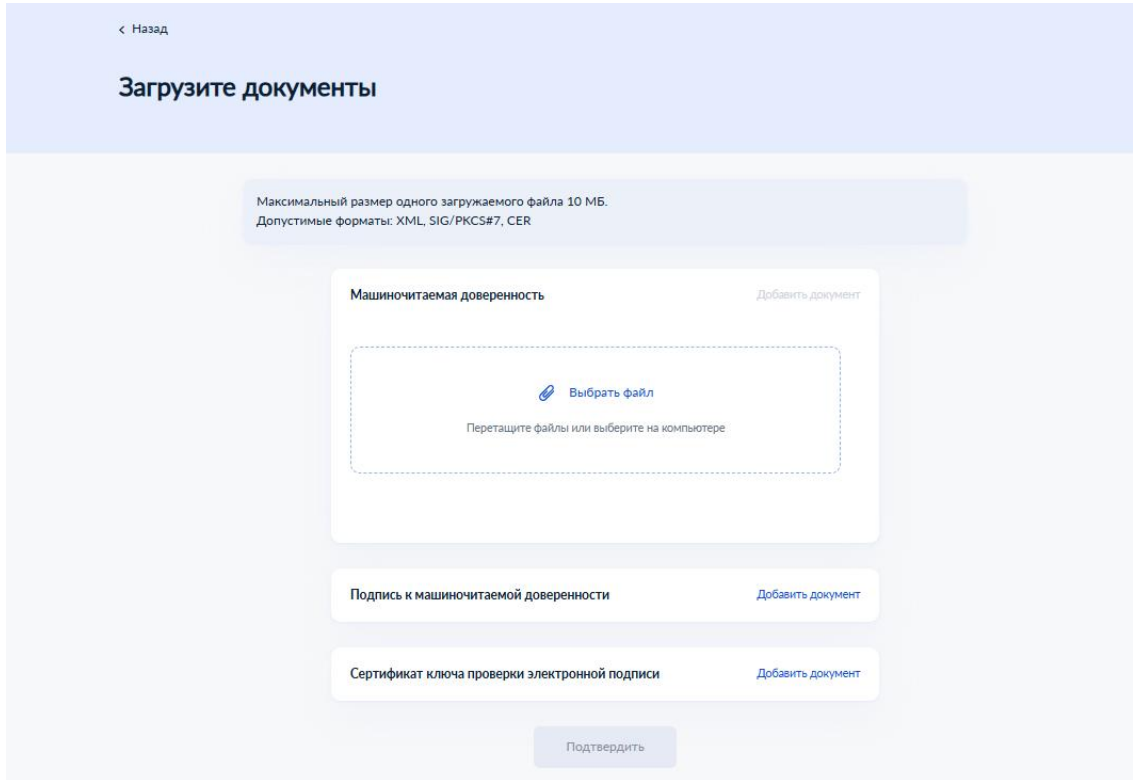 Назад
Загрузите документы
Максимальный размер одного загружаемого файла 10 МБ.
Допустимые форматы: XML, SIG/PKCS#7, CER
Машиночитаемая доверенность
Добавить документ
Выбрать файл
Перетащите файлы или выберите на компьютере
Подпись к машиночитаемой доверенности
Добавить документ
Сертификат ключа проверки электронной подписи
Добавить документ
Подтвердить